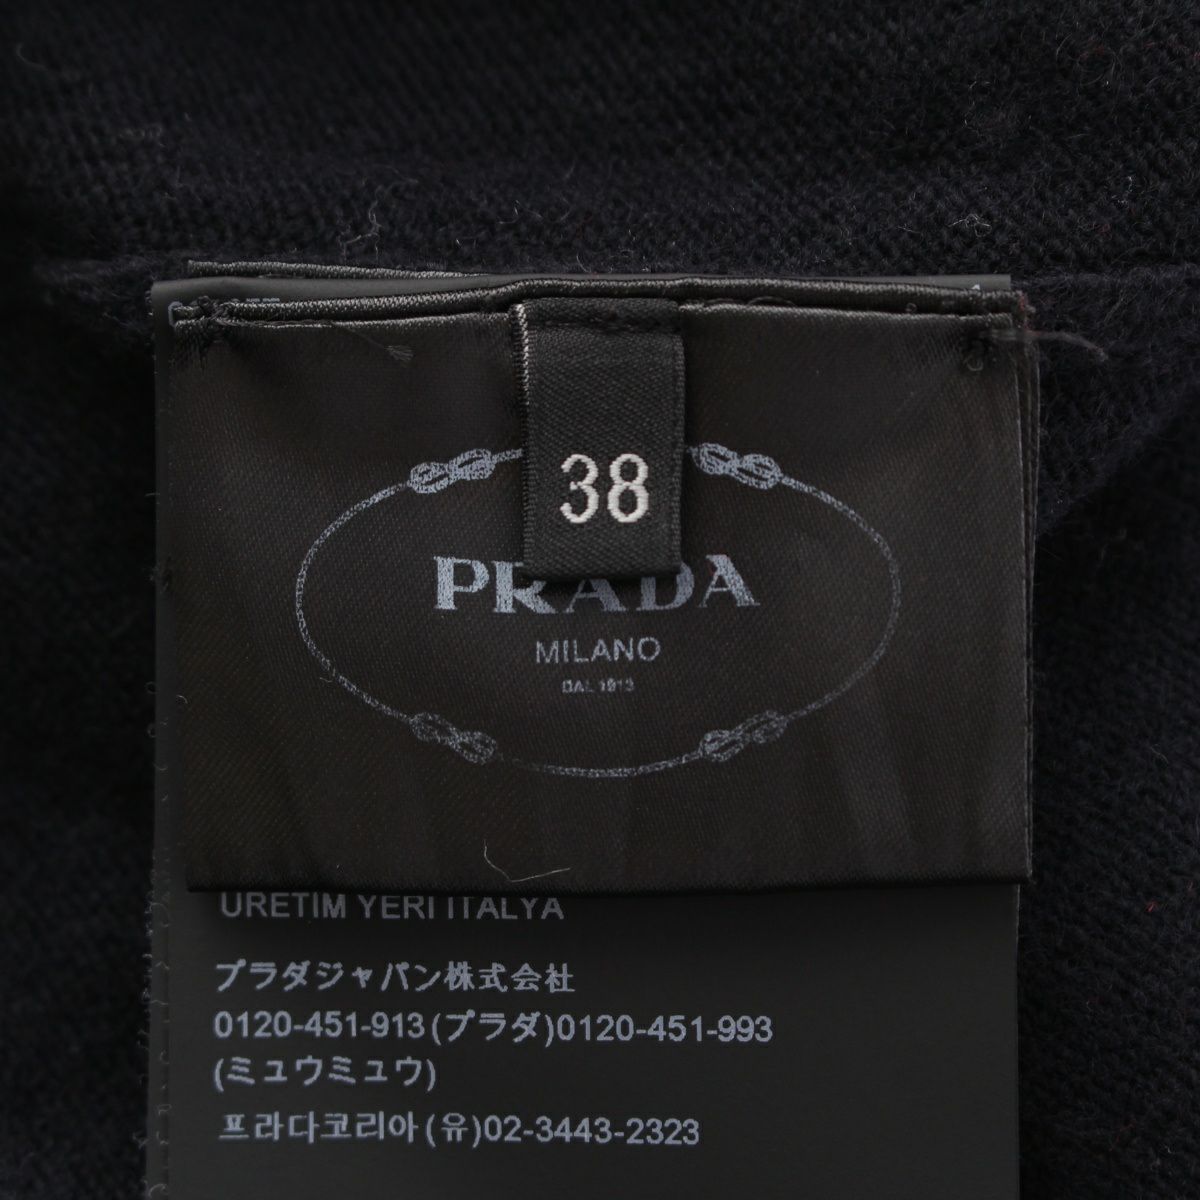 38
PRADA
MILANO
DAL 1913
URETIM YERI ITALYA
プラダジャパン株式会社
0120-451-913(プラダ)0120-451-993
(ミュウミュウ)
프라다코리아(유)02-3443-2323